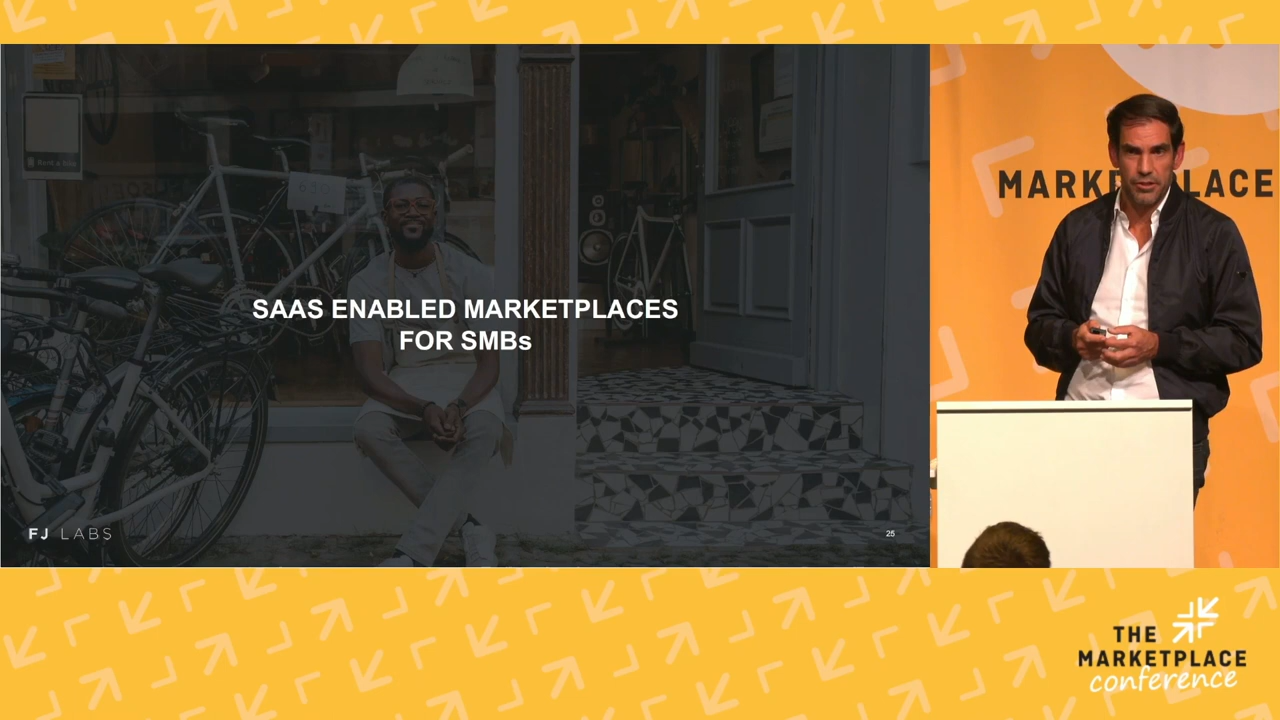 SAAS ENABLED MARKETPLACES
FOR SMBs
FJ LABS
25
MARKETPLACE
THE
MARKETPLACE
conference